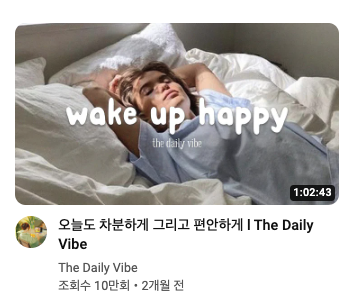 wake up happy
the daily vibe
1:02:43
오늘도 차분하게 그리고 편안하게 l The Daily
Vibe
The Daily Vibe
조회수 10만회 • 2개월 전